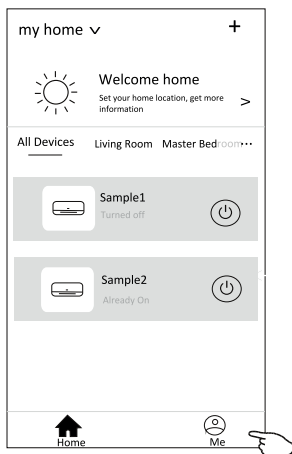 my home
+
Welcome home
Set your home location, get more
information
>
All Devices Living Room Master Bedroom...
Sample1
Turned off
Sample2
Already On
Home Me